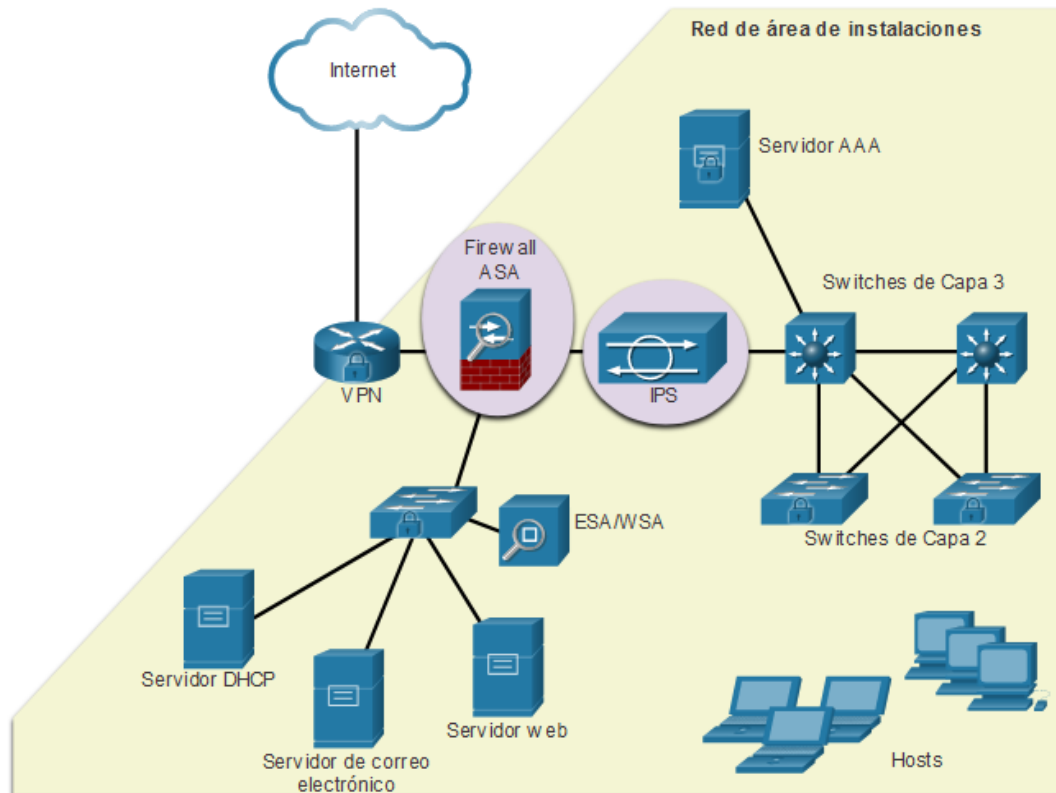 Red de área de instalaciones
Internet
Servidor AAA
Firewall
ASA
Switches de Capa 3
VPN
IPS
ESA/WSA
Switches de Capa 2
Servidor DHCP
Servidor web
Servidor de correo
electrónico
Hosts